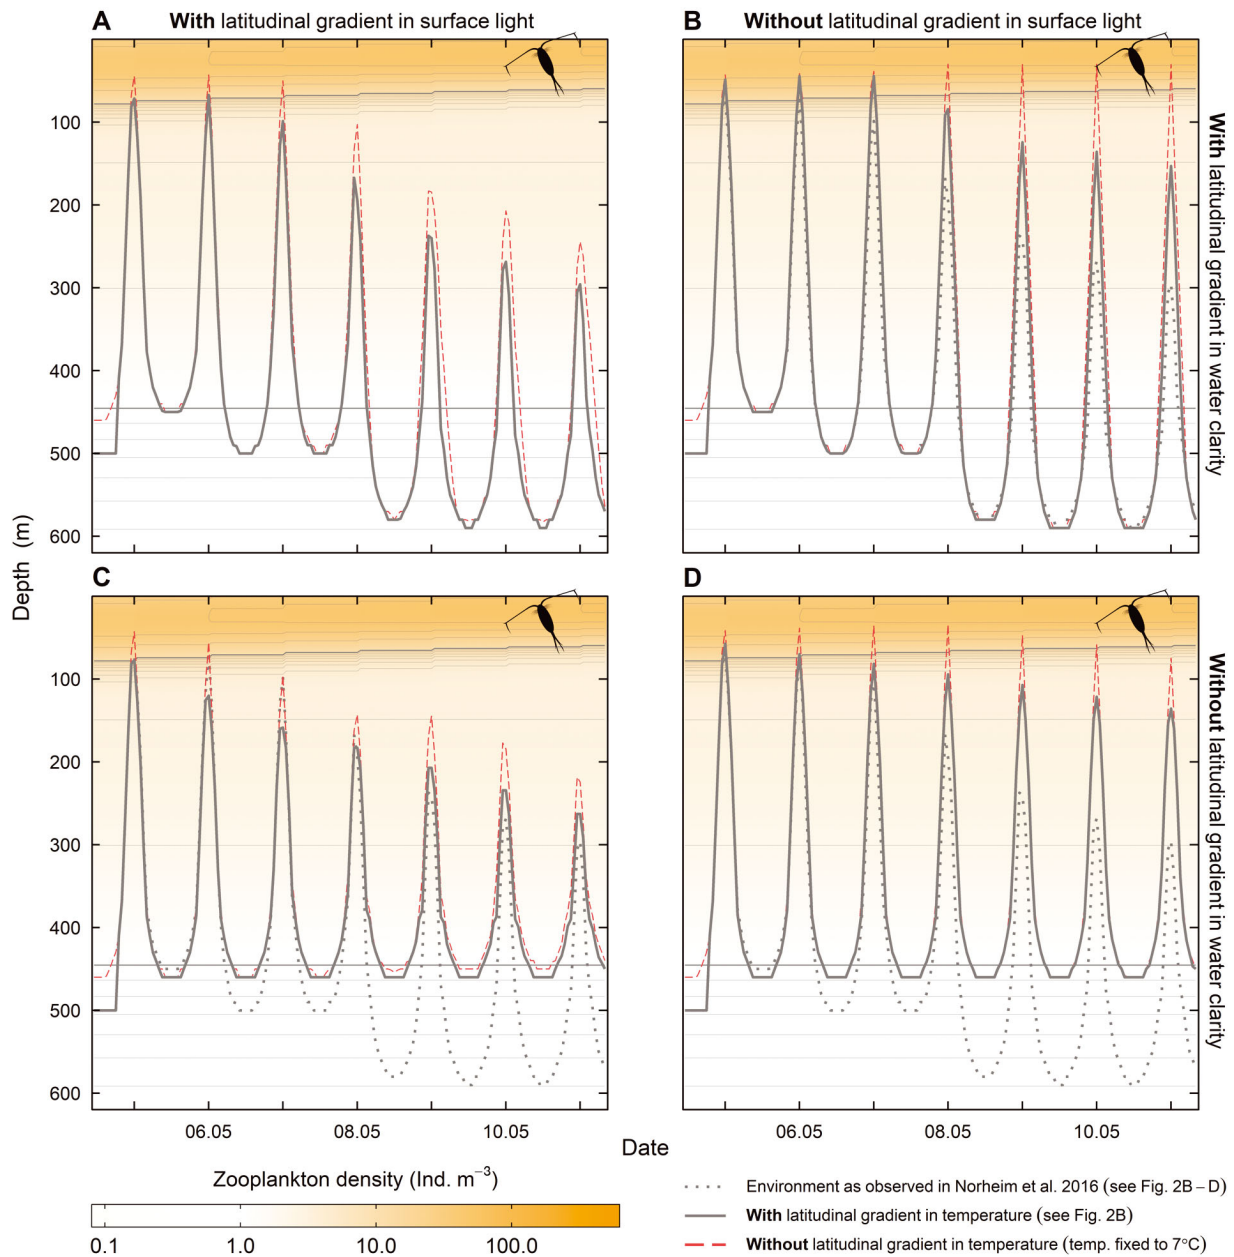 A With latitudinal gradient in surface light
B Without latitudinal gradient in surface light
100
200
300
400
500
600
With latitudinal gradient in water clarity
C
D
100
200
300
400
500
600
Without latitudinal gradient in water clarity
Depth (m)
06.05 08.05 10.05
06.05 08.05 10.05
Date
Zooplankton density (Ind. m⁻³)
0.1 1.0 10.0 100.0
Environment as observed in Norheim et al. 2016 (see Fig. 2B – D)
With latitudinal gradient in temperature (see Fig. 2B)
Without latitudinal gradient in temperature (temp. fixed to 7°C)